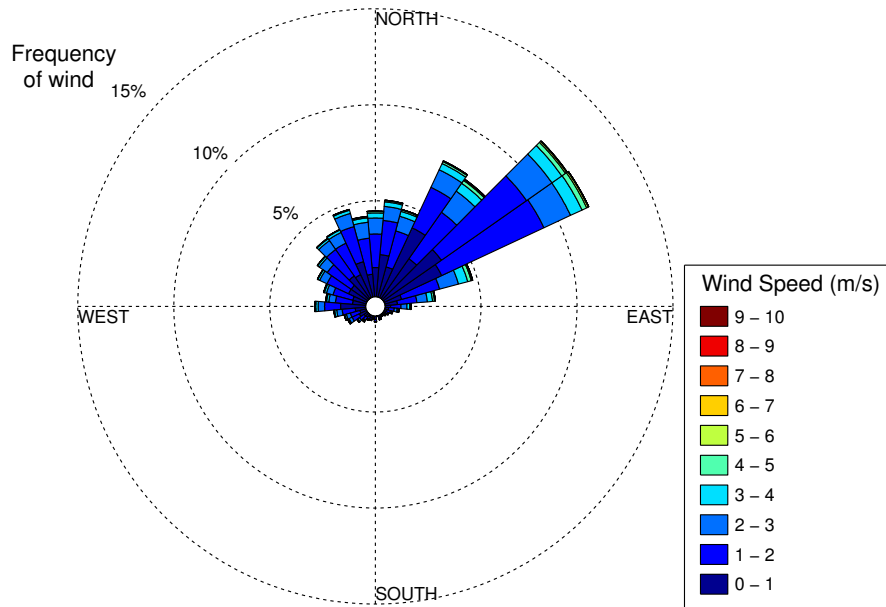 NORTH
Frequency
of wind
15%
10%
5%
WEST
EAST
SOUTH
Wind Speed (m/s)
9 − 10
8 − 9
7 − 8
6 − 7
5 − 6
4 − 5
3 − 4
2 − 3
1 − 2
0 − 1